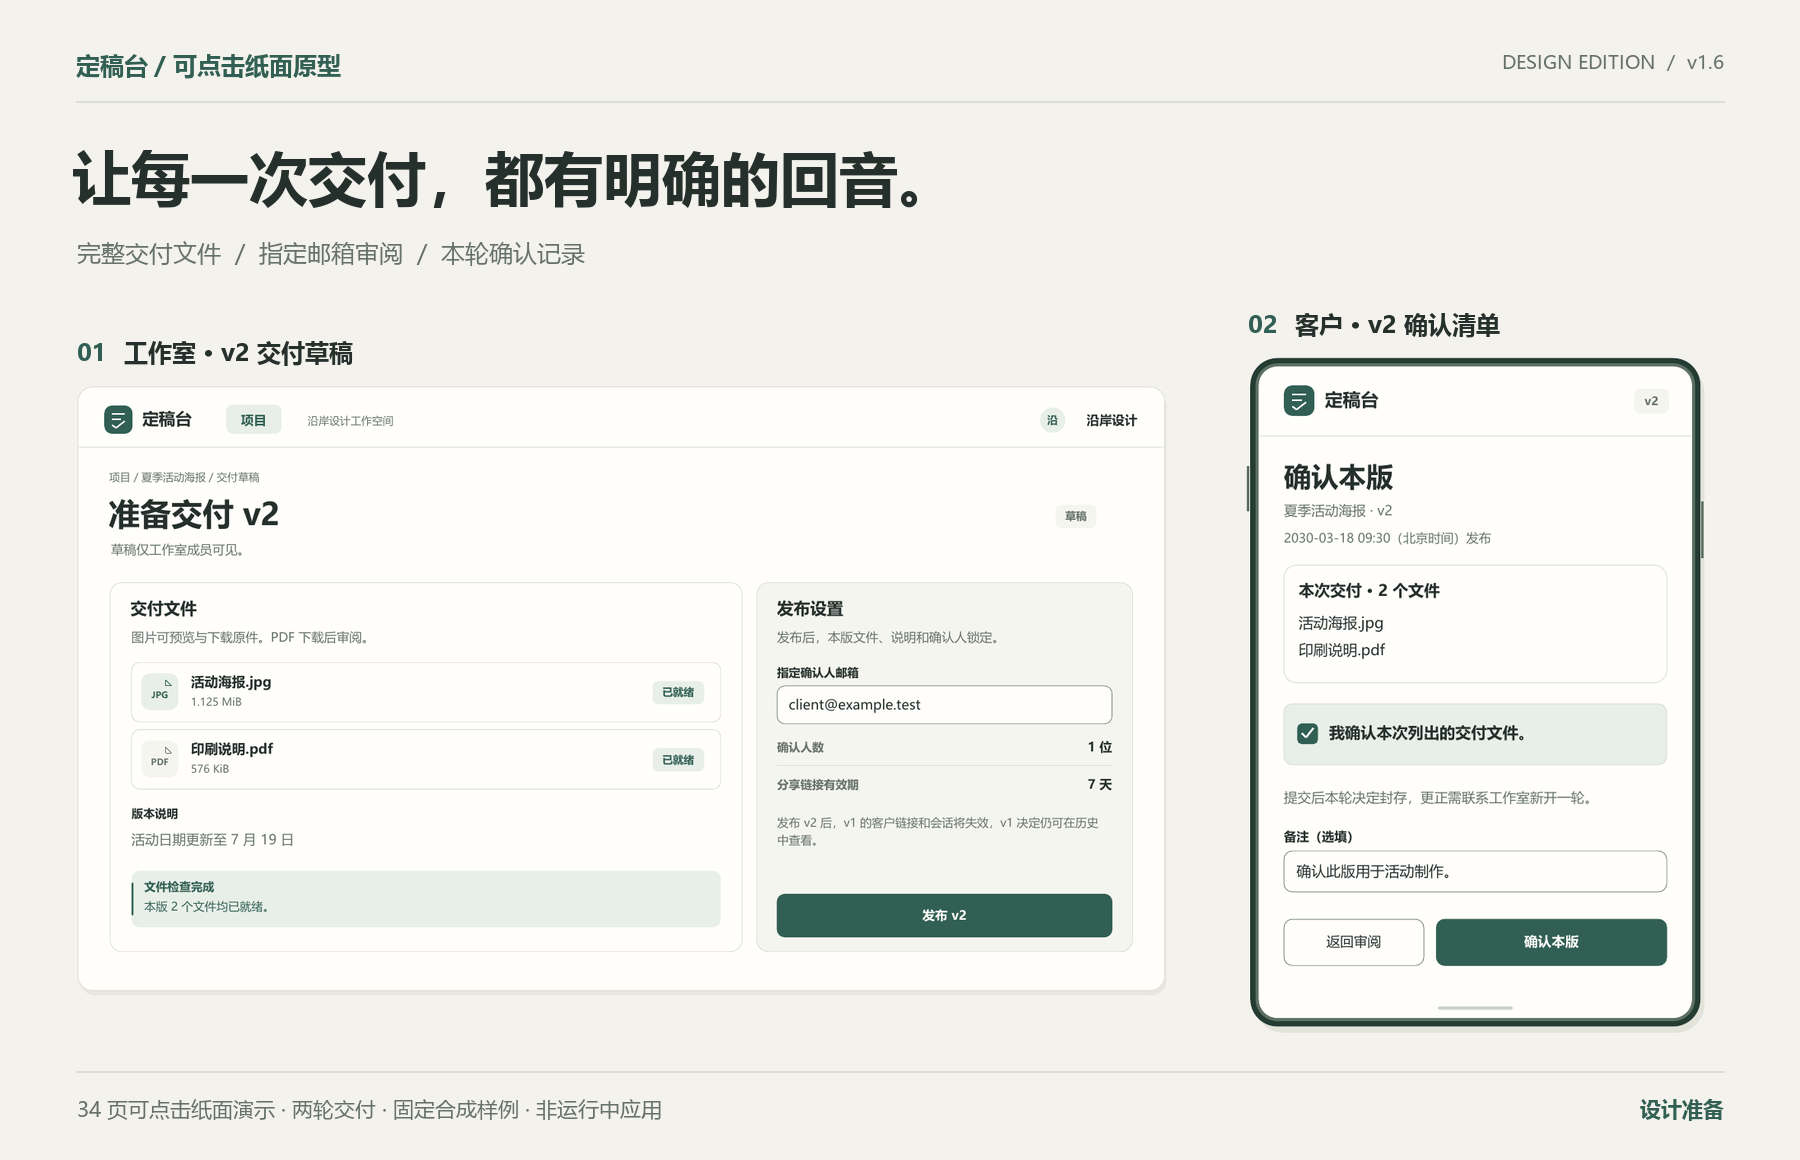 定稿台 / 可点击纸面原型
DESIGN EDITION / v1.6
让每一次交付，都有明确的回音。
完整交付文件 / 指定邮箱审阅 / 本轮确认记录
01 工作室 • v2 交付草稿
定稿台
项目
沿岸设计工作空间
沿
沿岸设计
项目 / 夏季活动海报 / 交付草稿
准备交付 v2
草稿
草稿仅工作室成员可见。
交付文件
图片可预览与下载原件。PDF 下载后审阅。
JPG
活动海报.jpg
1.125 MiB
已就绪
PDF
印刷说明.pdf
576 KiB
已就绪
版本说明
活动日期更新至 7 月 19 日
文件检查完成
本版 2 个文件均已就绪。
发布设置
发布后，本版文件、说明和确认人锁定。
指定确认人邮箱
client@example.test
确认人数
1 位
分享链接有效期
7 天
发布 v2 后，v1 的客户链接和会话将失效，v1 决定仍可在历史
中查看。
发布 v2
02 客户 • v2 确认清单
定稿台
v2
确认本版
夏季活动海报 · v2
2030-03-18 09:30（北京时间）发布
本次交付 • 2 个文件
活动海报.jpg
印刷说明.pdf
我确认本次列出的交付文件。
提交后本轮决定封存，更正需联系工作室新开一轮。
备注（选填）
确认此版用于活动制作。
返回审阅
确认本版
34 页可点击纸面演示 · 两轮交付 · 固定合成样例 · 非运行中应用
设计准备